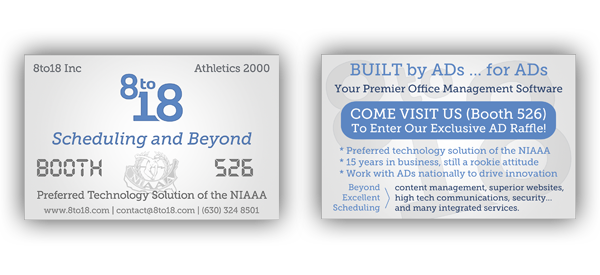 8to18 Inc Athletics 2000
8to18
Scheduling and Beyond
BOOTH 526
Preferred Technology Solution of the NIAAA
www.8to18.com | contact@8to18.com | (630) 324 8501
BUILT by ADs ... for ADs
Your Premier Office Management Software
COME VISIT US (Booth 526)
To Enter Our Exclusive AD Raffle!
* Preferred technology solution of the NIAAA
* 15 years in business, still a rookie attitude
* Work with ADs nationally to drive innovation
Beyond
Excellent
Scheduling
content management, superior websites,
high tech communications, security...
and many integrated services.